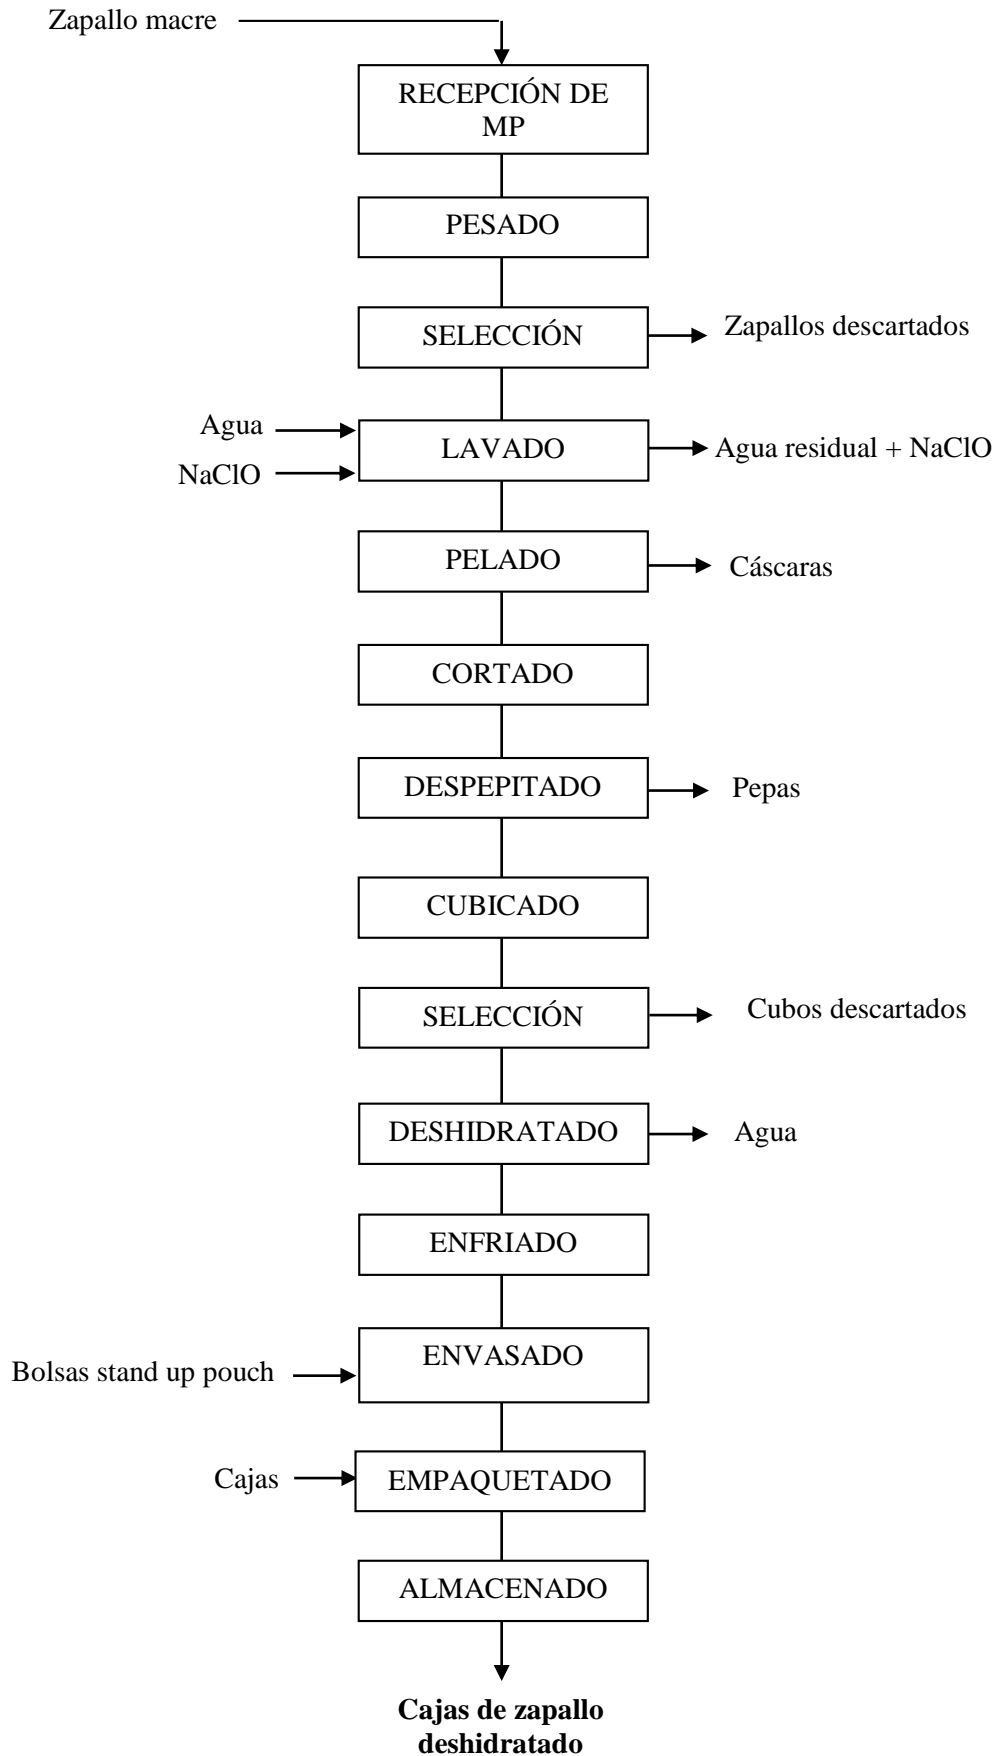 Zapallo macre
RECEPCIÓN DE
MP
PESADO
SELECCIÓN
Zapallos descartados
Agua
NaClO
LAVADO
Agua residual + NaClO
PELADO
Cáscaras
CORTADO
DESPEPITADO
Pepas
CUBICADO
SELECCIÓN
Cubos descartados
DESHIDRATADO
Agua
ENFRIADO
Bolsas stand up pouch
ENVASADO
Cajas
EMPAQUETADO
ALMACENADO
Cajas de zapallo
deshidratado